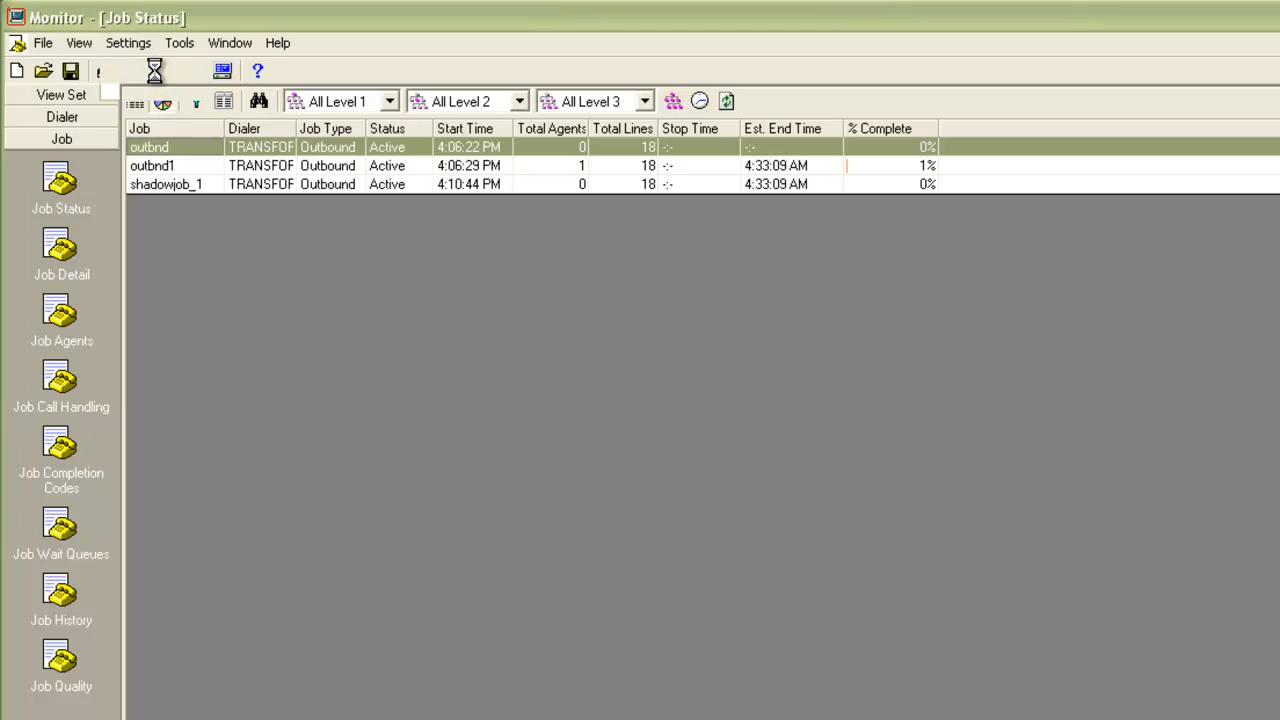 Monitor - [Job Status]
File View Settings Tools Window Help
View Set
Dialer
Job
Job Status
Job Detail
Job Agents
Job Call Handling
Job Completion
Codes
Job Wait Queues
Job History
Job Quality
All Level 1 All Level 2 All Level 3
Job Dialer Job Type Status Start Time Total Agents Total Lines Stop Time Est. End Time % Complete
outbnd TRANSFOF Outbound Active 4:06:22 PM 0 18 -:- -:- 0%
outbnd1 TRANSFOF Outbound Active 4:06:29 PM 1 18 -:- 4:33:09 AM 1%
shadowjob_1 TRANSFOF Outbound Active 4:10:44 PM 0 18 -:- 4:33:09 AM 0%